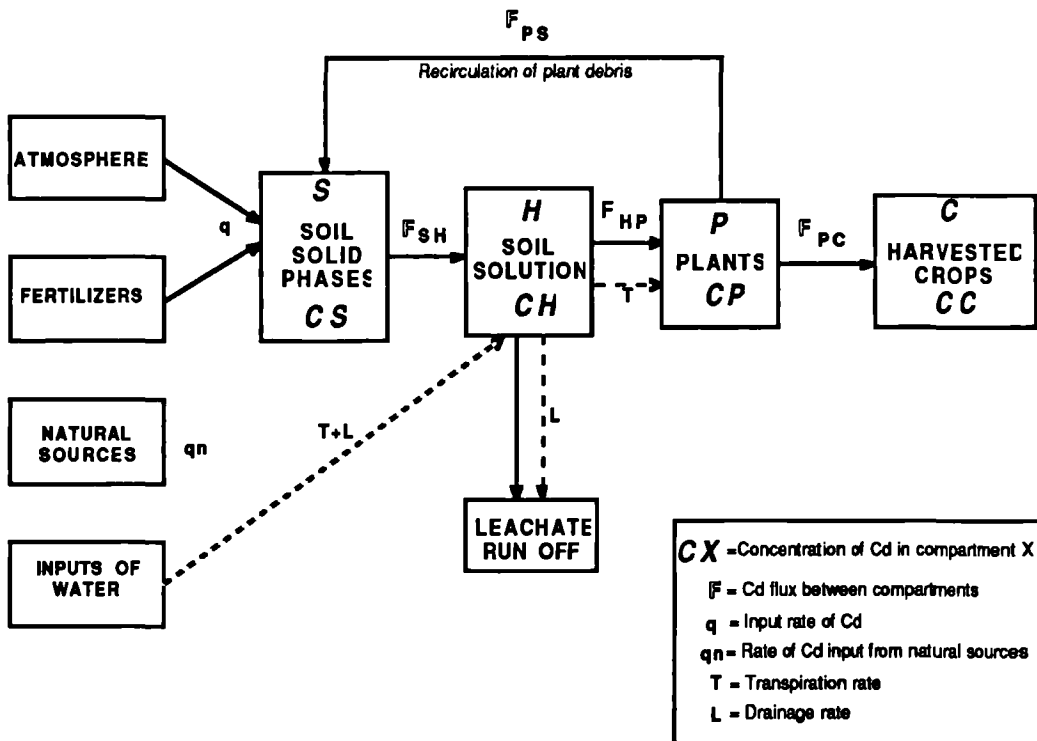 F PS
Recirculation of plant debris
ATMOSPHERE
q
FERTILIZERS
NATURAL
SOURCES
qn
INPUTS OF
WATER
S
SOIL
SOLID
PHASES
CS
F SH
H
SOIL
SOLUTION
CH
F HP
T
P
PLANTS
CP
F PC
C
HARVESTED
CROPS
CC
T+L
L
LEACHATE
RUN OFF
CX =Concentration of Cd in compartment X
F = Cd flux between compartments
q = Input rate of Cd
qn= Rate of Cd input from natural sources
T = Transpiration rate
L = Drainage rate